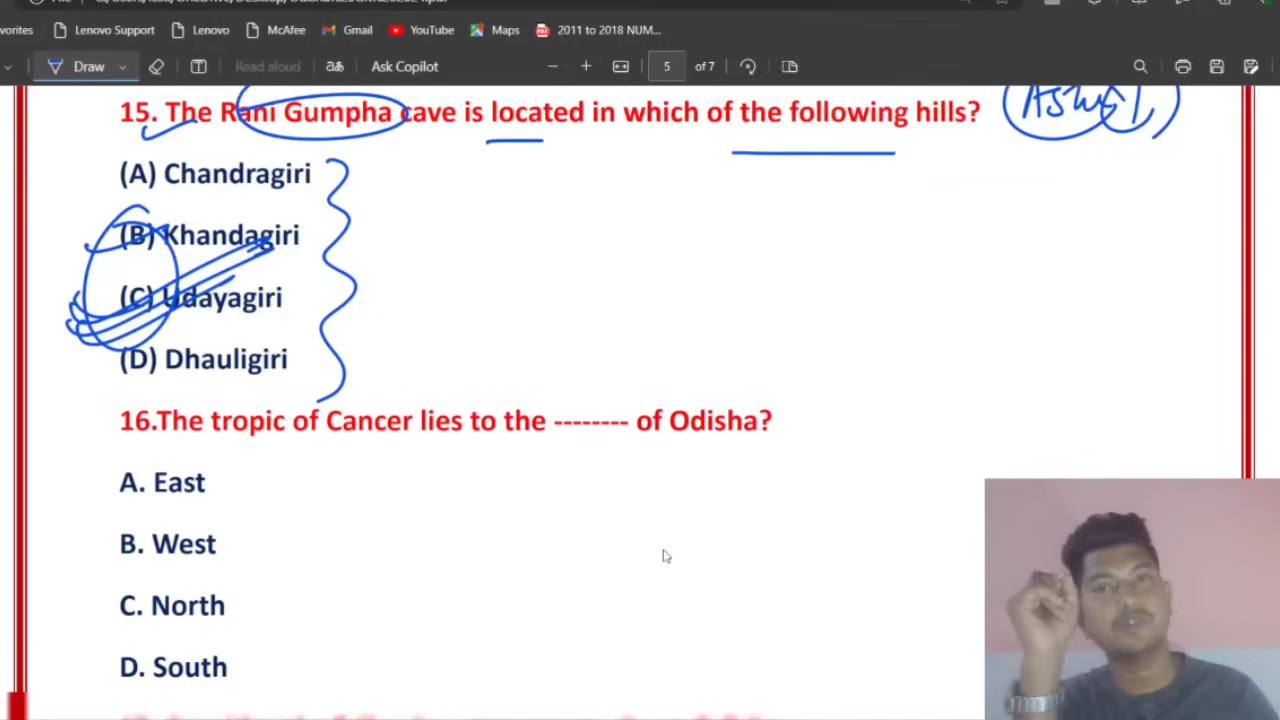 Lenovo Support Lenovo McAfee Gmail YouTube Maps 2011 to 2018 NUM...
Draw Read aloud aあ Ask Copilot 5 of 7
15. The Rani Gumpha cave is located in which of the following hills?
(A) Chandragiri
(B) Khandagiri
(C) Udayagiri
(D) Dhauligiri
16.The tropic of Cancer lies to the -------- of Odisha?
A. East
B. West
C. North
D. South